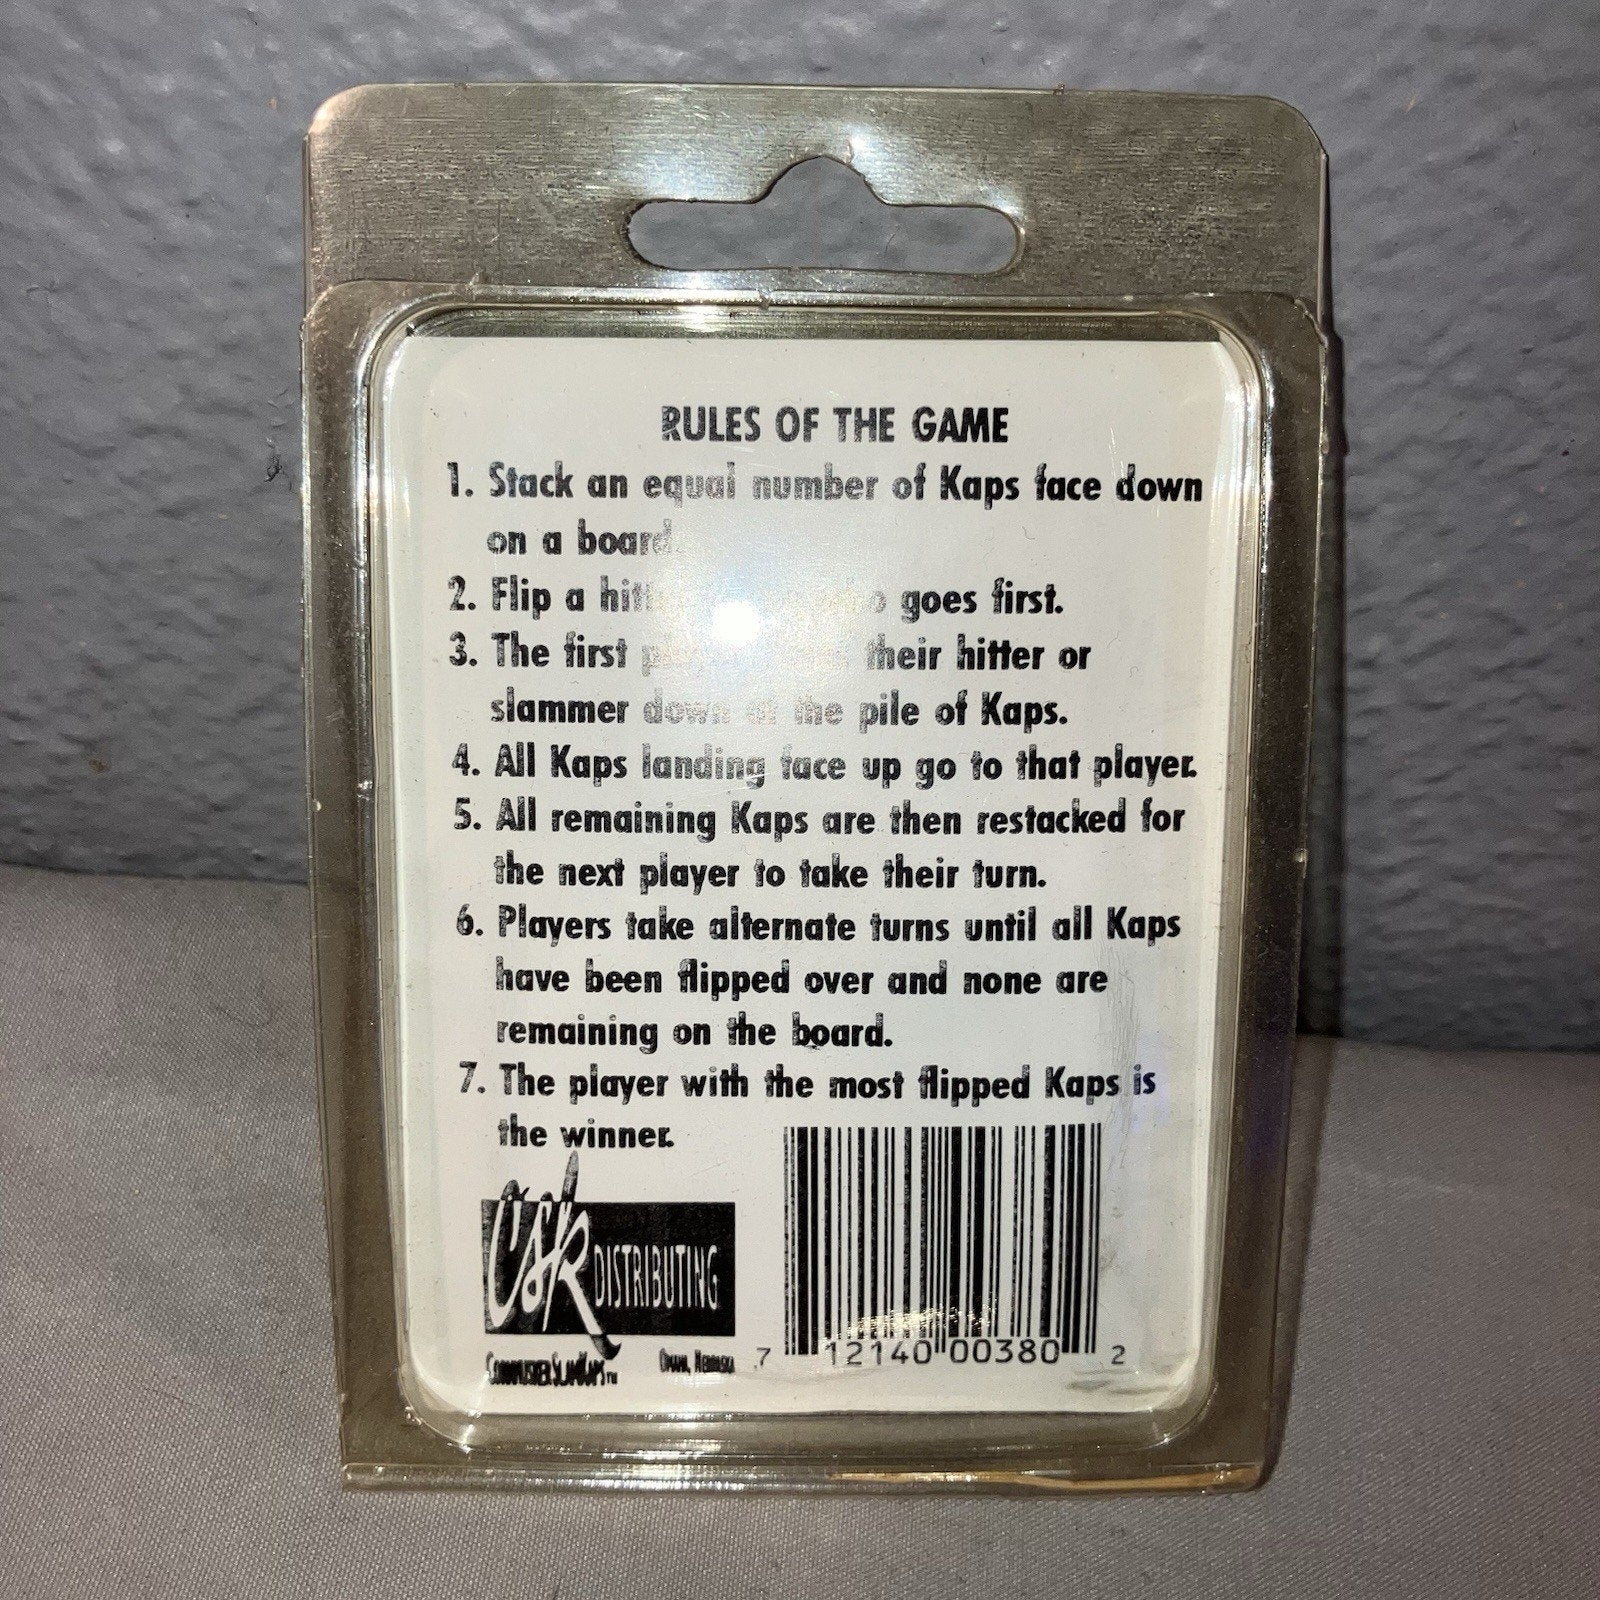 RULES OF THE GAME
1. Stack an equal number of Kaps face down
on a board.
2. Flip a goes first.
3. The first their hitter or
slammer down at the pile of Kaps.
4. All Kaps landing face up go to that player.
5. All remaining Kaps are then restacked for
the next player to take their turn.
6. Players take alternate turns until all Kaps
have been flipped over and none are
remaining on the board.
7. The player with the most flipped Kaps is
the winner.
CSK DISTRIBUTING
Omaha, Nebraska
7 12140 00380 2